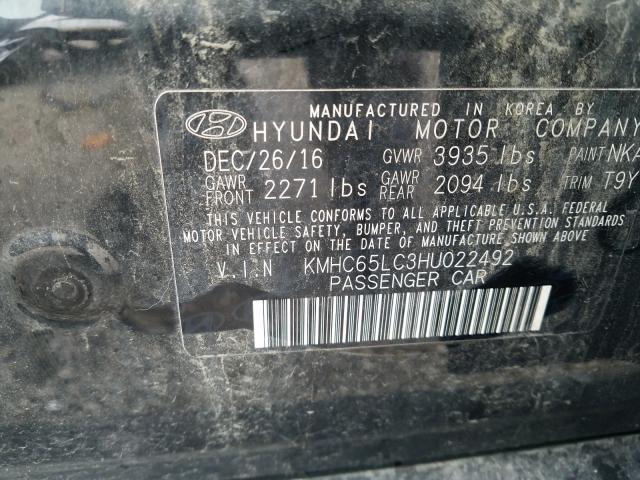 MANUFACTURED IN KOREA BY
HYUNDAI MOTOR COMPANY
DEC/26/16 GVWR 3935 lbs PAINT NKA
GAWR FRONT 2271 lbs GAWR REAR 2094 lbs TRIM T9Y
THIS VEHICLE CONFORMS TO ALL APPLICABLE U.S.A. FEDERAL
MOTOR VEHICLE SAFETY, BUMPER, AND THEFT PREVENTION STANDARDS
IN EFFECT ON THE DATE OF MANUFACTURE SHOWN ABOVE
V.I.N KMHC65LC3HU022492
PASSENGER CAR